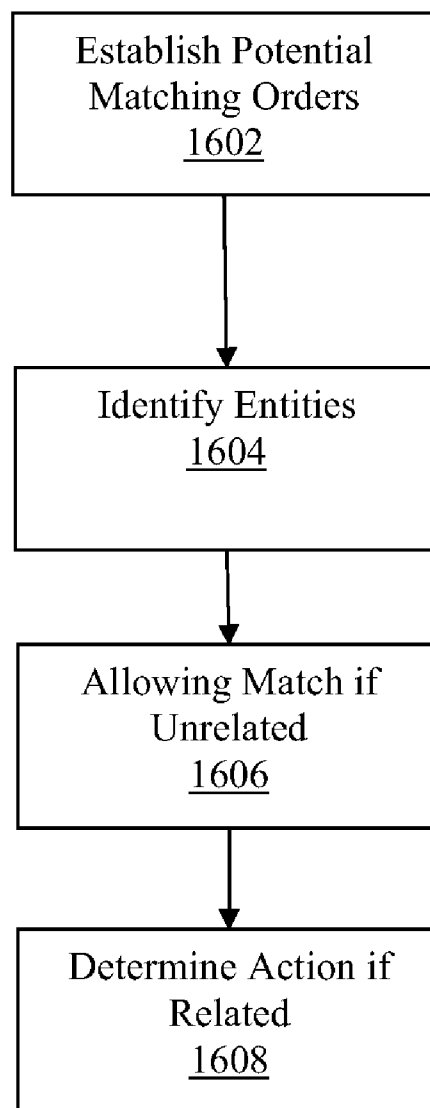 Establish Potential
Matching Orders
1602
Identify Entities
1604
Allowing Match if
Unrelated
1606
Determine Action if
Related
1608